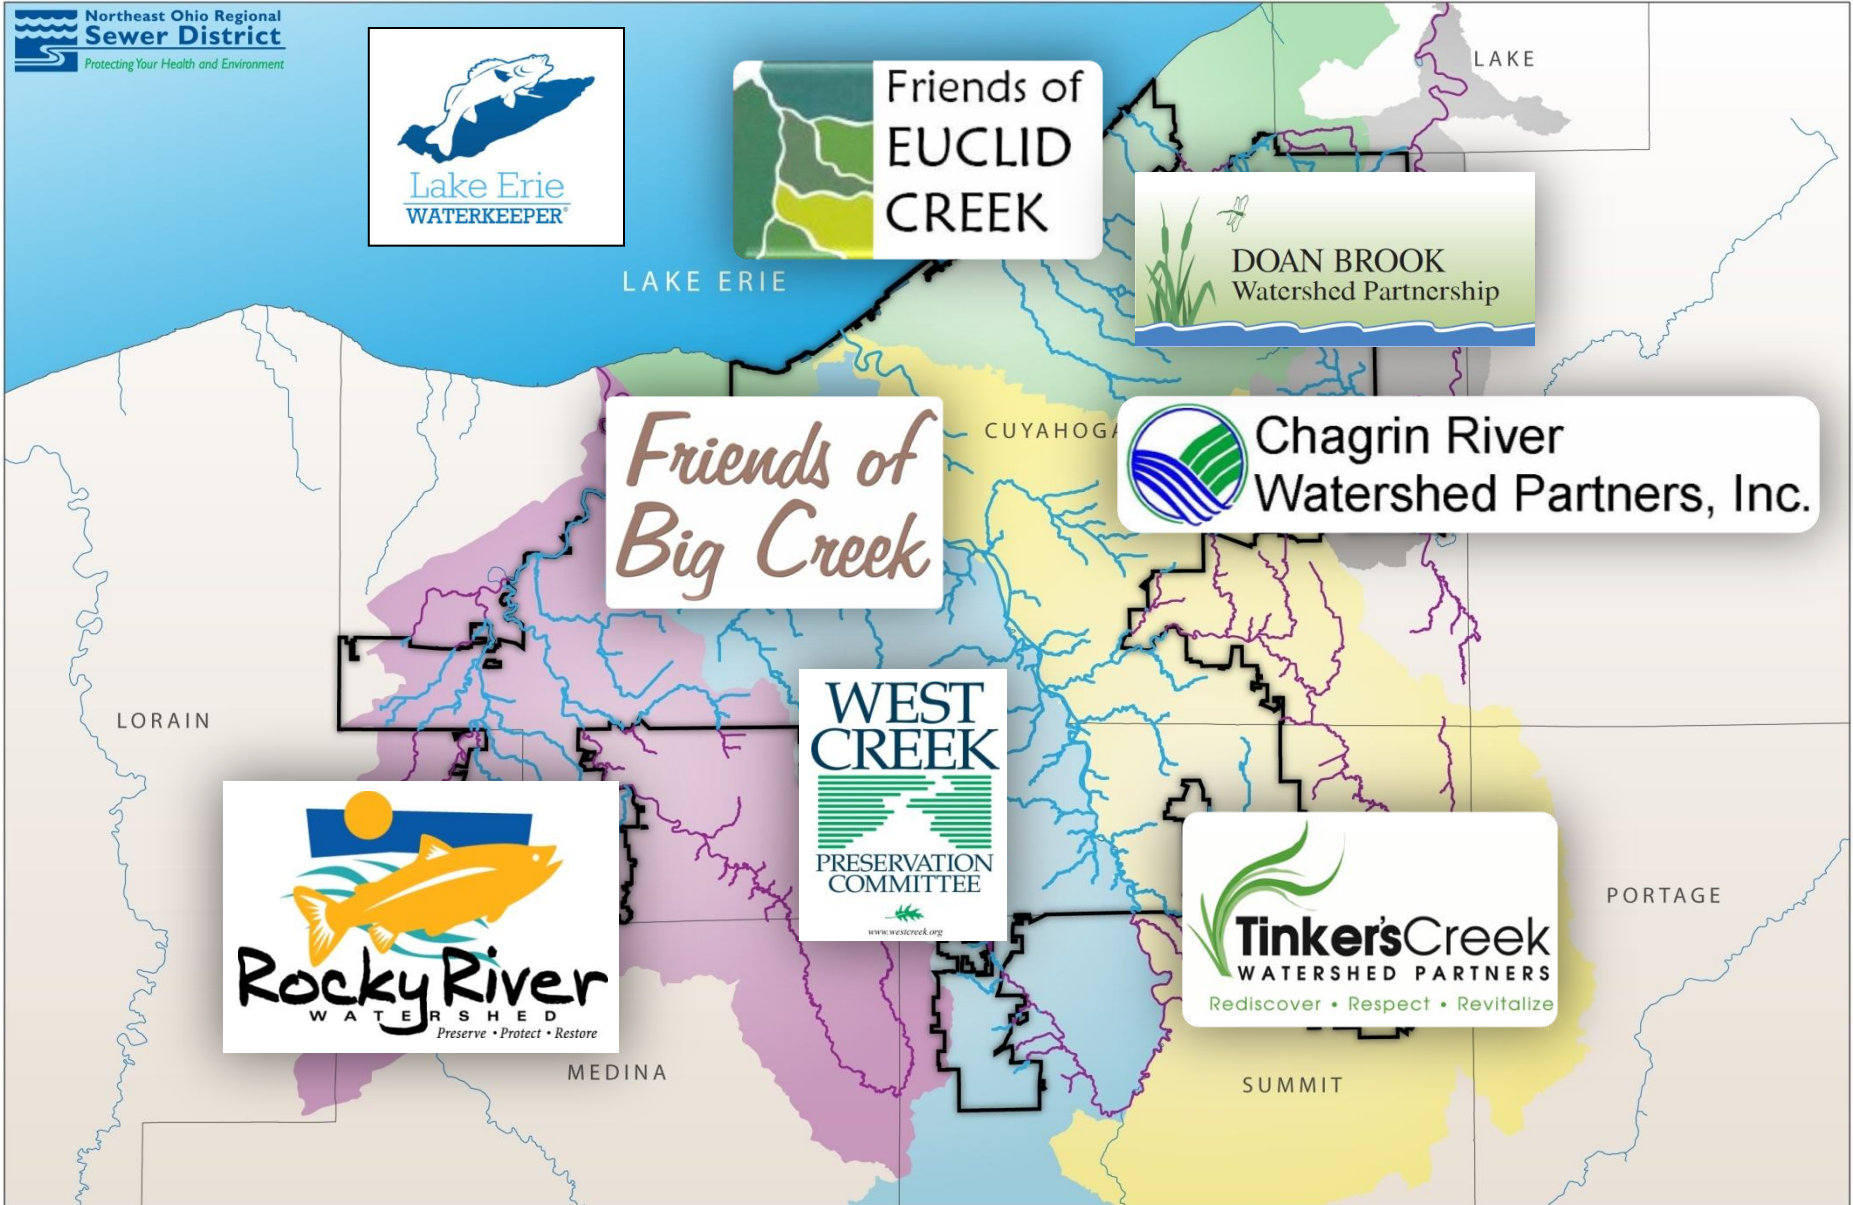 Northeast Ohio Regional
Sewer District
Protecting Your Health and Environment
Lake Erie
WATERKEEPER®
Friends of
EUCLID
CREEK
LAKE
DOAN BROOK
Watershed Partnership
LAKE ERIE
Friends of
Big Creek
CUYAHOGA
Chagrin River
Watershed Partners, Inc.
LORAIN
WEST
CREEK
PRESERVATION
COMMITTEE
www.westcreek.org
Rocky River
WATERSHED
Preserve • Protect • Restore
Tinker'sCreek
WATERSHED PARTNERS
Rediscover • Respect • Revitalize
PORTAGE
MEDINA
SUMMIT